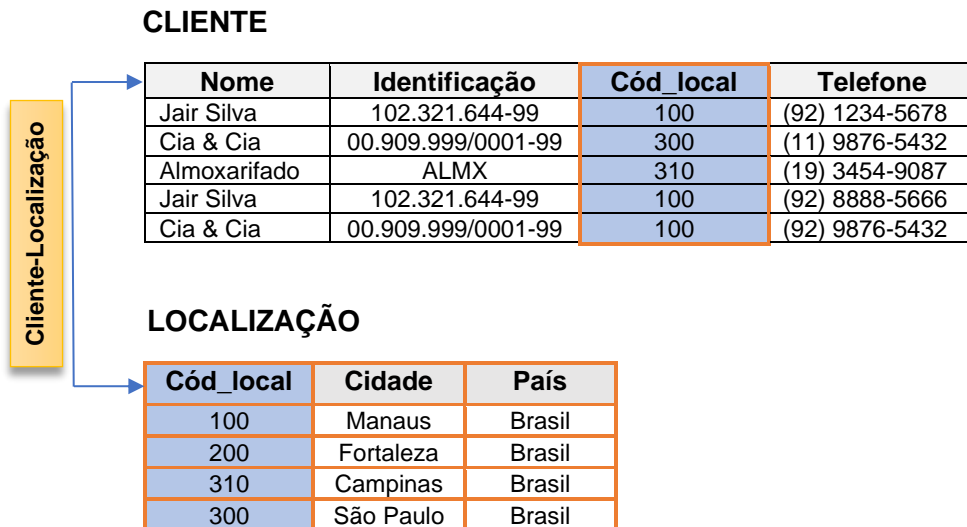 CLIENTE
Nome Identificação Cód_local Telefone
Jair Silva 102.321.644-99 100 (92) 1234-5678
Cia & Cia 00.909.999/0001-99 300 (11) 9876-5432
Almoxarifado ALMX 310 (19) 3454-9087
Jair Silva 102.321.644-99 100 (92) 8888-5666
Cia & Cia 00.909.999/0001-99 100 (92) 9876-5432
Cliente-Localização
LOCALIZAÇÃO
Cód_local Cidade País
100 Manaus Brasil
200 Fortaleza Brasil
310 Campinas Brasil
300 São Paulo Brasil